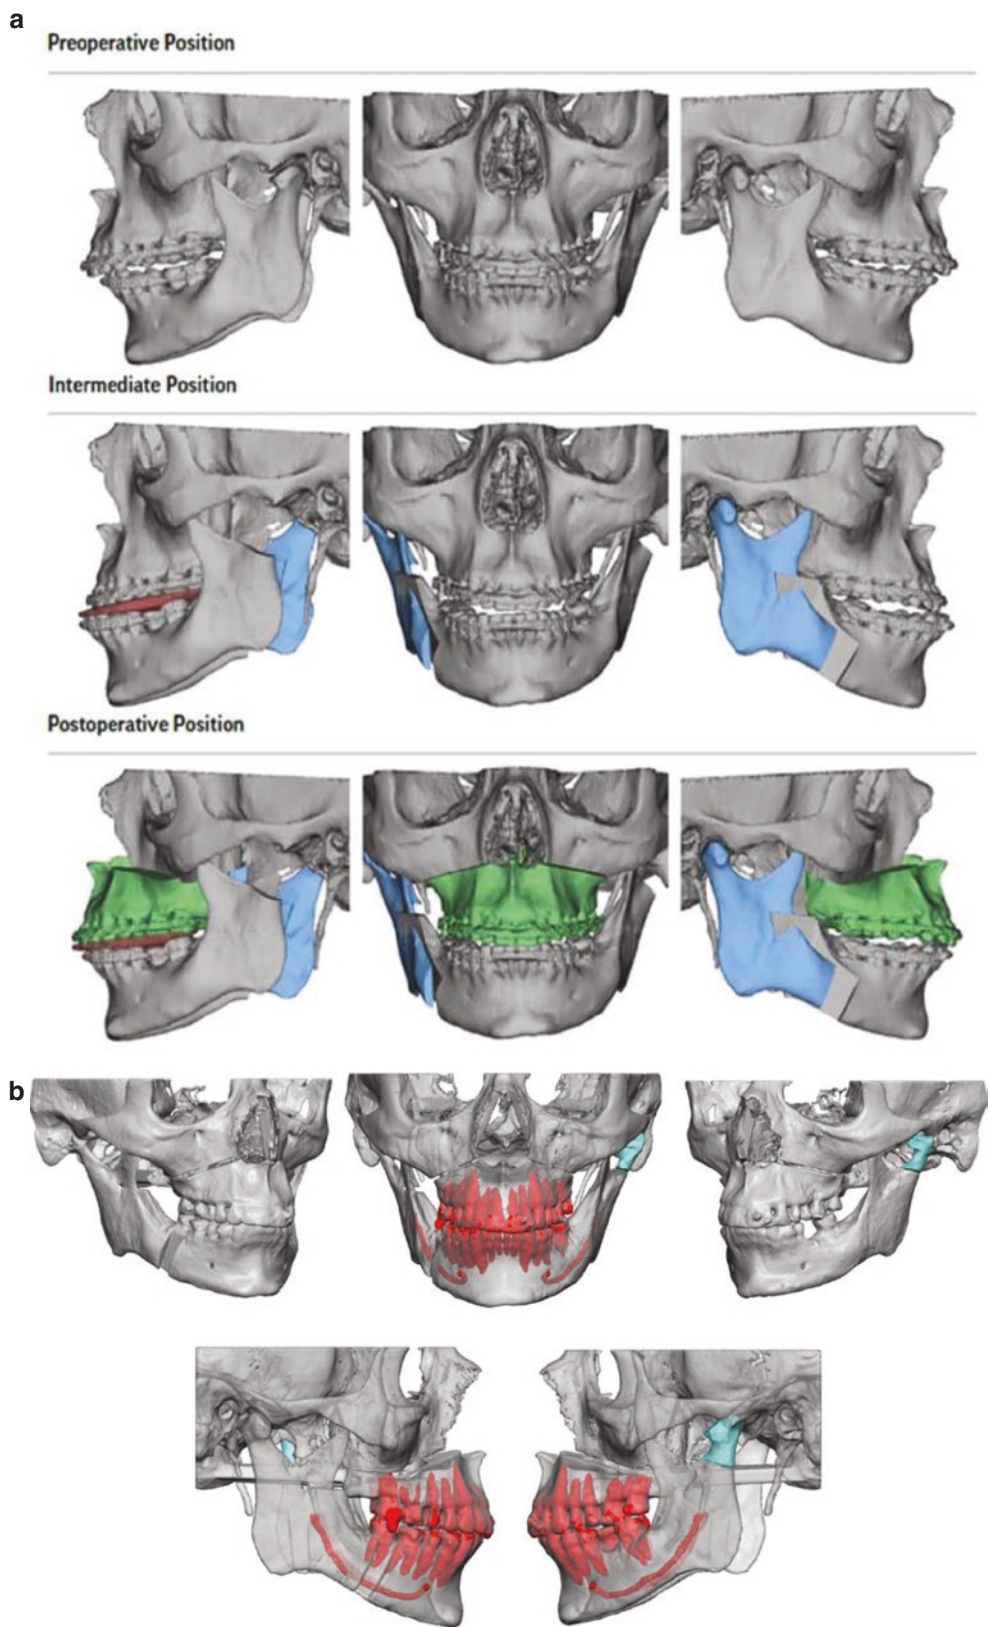 a
Preoperative Position
Intermediate Position
Postoperative Position
b